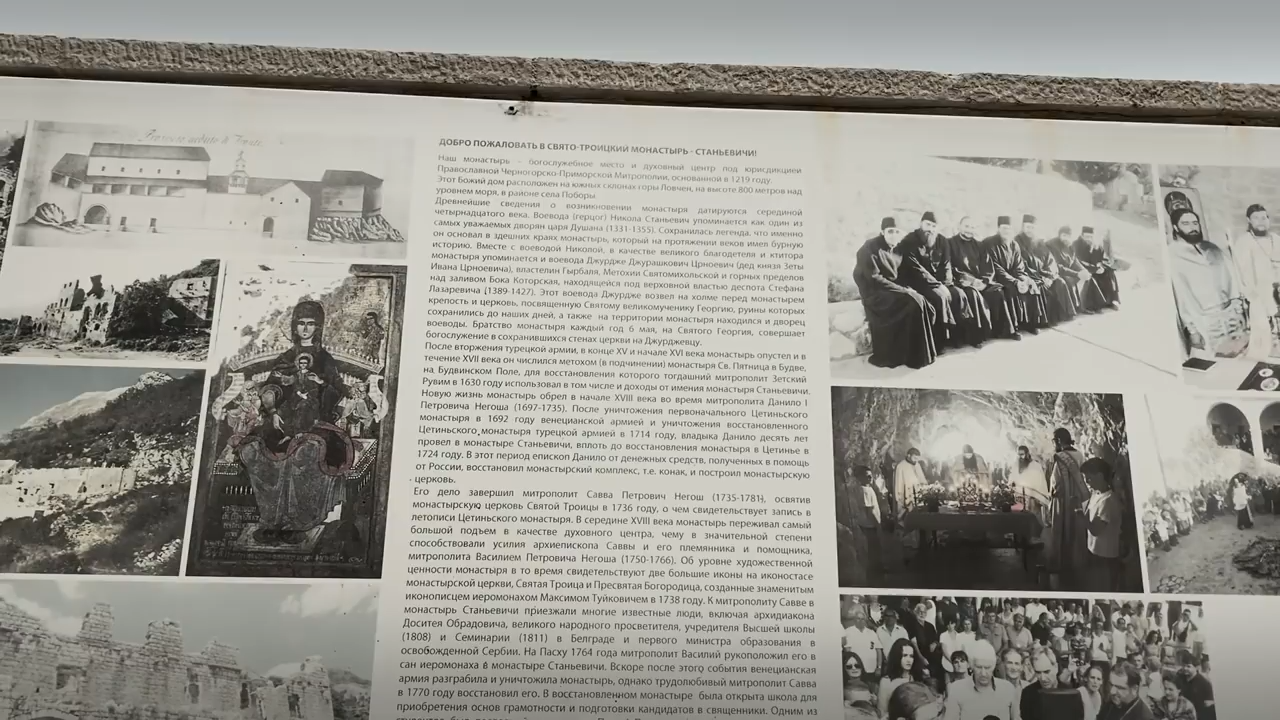 ДОБРО ПОЖАЛОВАТЬ В СВЯТО-ТРОИЦКИЙ МОНАСТЫРЬ - СТАНЬЕВИЧИ!
Наш монастырь - богослужебное место и духовный центр под юрисдикцией
Православной Черногорско-Приморской Митрополии, основанной в 1219 году.
Этот Божий дом расположен на южных склонах горы Ловчен, на высоте 800 метров над
уровнем моря, в районе села Поборы.
Древнейшие сведения о возникновении монастыря датируются серединой
четырнадцатого века. Воевода (герцог) Никола Станьевич упоминается как один из
самых уважаемых дворян царя Душана (1331-1355). Сохранилась легенда, что именно
он основал в здешних краях монастырь, который на протяжении веков имел бурную
историю. Вместе с воеводой Николой, в качестве великого благодетеля и ктитора
монастыря упоминается и воевода Джурдже Джурашкович Црноевич (дед князя Зеты
Ивана Црноевича), властелин Гырбаля, Метохии Святомихольской и горных пределов
над заливом Бока Которская, находящейся под верховной властью деспота Стефана
Лазаревича (1389-1427). Этот воевода Джурдже возвел на холме перед монастырем
крепость и церковь, посвященную Святому великомученику Георгию, руины которых
сохранились до наших дней, а также на территории монастыря находился и дворец
воеводы. Братство монастыря каждый год 6 мая, на Святого Георгия, совершает
богослужение в сохранившихся стенах церкви на Джурджевцу.
После вторжения турецкой армии, в конце XV и начале XVI века монастырь опустел и в
течение XVII века он числился метохом (в подчинении) монастыря Св. Пятница в Будве,
на Будвинском Поле, для восстановления которого тогдашний митрополит Зетский
Рувим в 1630 году использовал в том числе и доходы от имения монастыря Станьевичи.
Новую жизнь монастырь обрел в начале XVIII века во время митрополита Данило I
Петровича Негоша (1697-1735). После уничтожения первоначального Цетиньского
монастыря в 1692 году венецианской армией и уничтожения восстановленного
Цетиньского монастыря турецкой армией в 1714 году, владыка Данило десять лет
провел в монастыре Станьевичи, вплоть до восстановления монастыря в Цетинье в
1724 году. В этот период епископ Данило от денежных средств, полученных в помощь
от России, восстановил монастырский комплекс, т.е. конак, и построил монастырскую
церковь.
Его дело завершил митрополит Савва Петрович Негош (1735-1781), освятив
монастырскую церковь Святой Троицы в 1736 году, о чем свидетельствует запись в
летописи Цетиньского монастыря. В середине XVIII века монастырь переживал самый
большой подъем в качестве духовного центра, чему в значительной степени
способствовали усилия архиепископа Саввы и его племянника и помощника,
митрополита Василием Петровича Негоша (1750-1766). Об уровне художественной
ценности монастыря в то время свидетельствуют две большие иконы на иконостасе
монастырской церкви, Святая Троица и Пресвятая Богородица, созданные знаменитым
иконописцем иеромонахом Максимом Туйковичем в 1738 году. К митрополиту Савве в
монастырь Станьевичи приезжали многие известные люди, включая архидиакона
Доситея Обрадовича, великого народного просветителя, учредителя Высшей школы
(1808) и Семинарии (1811) в Белграде и первого министра образования в
освобожденной Сербии. На Пасху 1764 года митрополит Василий рукоположил его в
сан иеромонаха в монастыре Станьевичи. Вскоре после этого события венецианская
армия разграбила и уничтожила монастырь, однако трудолюбивый митрополит Савва
в 1770 году восстановил его. В восстановленном монастыре была открыта школа для
приобретения основ грамотности и подготовки кандидатов в священники. Одним из